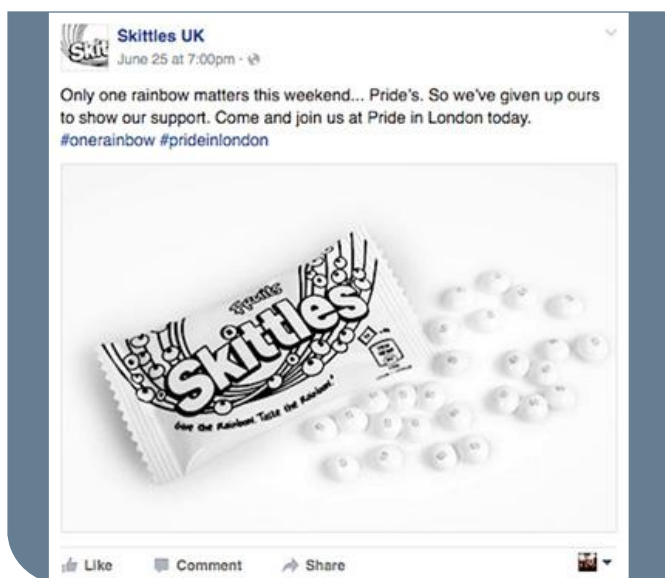 Skit
Skittles UK
June 25 at 7:00pm ·
Only one rainbow matters this weekend... Pride's. So we've given up ours
to show our support. Come and join us at Pride in London today.
#onerainbow #prideinlondon
Fruits
Skittles
Give the Rainbow. Taste the Rainbow.
Like Comment Share